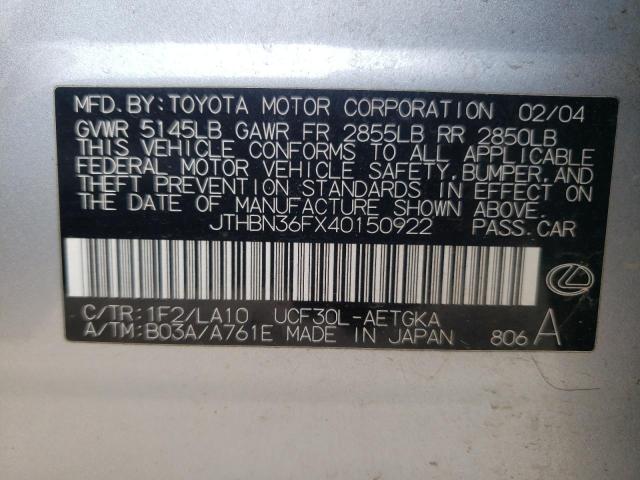 MFD.BY:TOYOTA MOTOR CORPORATION 02/04
GVWR 5145LB GAWR FR 2855LB RR 2850LB
THIS VEHICLE CONFORMS TO ALL APPLICABLE
FEDERAL MOTOR VEHICLE SAFETY,BUMPER,AND
THEFT PREVENTION STANDARDS IN EFFECT ON
THE DATE OF MANUFACTURE SHOWN ABOVE.
JTHBN36FX40150922 PASS.CAR
C/TR:1F2/LA10 UCF30L-AETGKA
A/TM:B03A/A761E MADE IN JAPAN 806 A